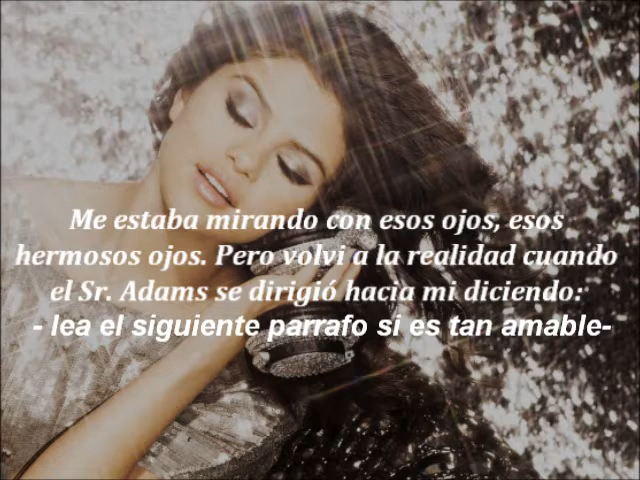 Me estaba mirando con esos ojos, esos
hermosos ojos. Pero volvi a la realidad cuando
el Sr. Adams se dirigió hacia mi diciendo:
- lea el siguiente parrafo si es tan amable-